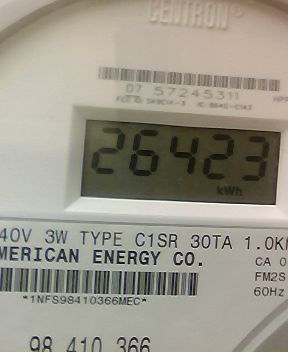 CENTRON®
07 57245311
26423
kWh
40V 3W TYPE C1SR 30TA 1.0K
MERICAN ENERGY CO.
CA 0
FM2S
60Hz
*1NFS98410366MEC*
98 410 366